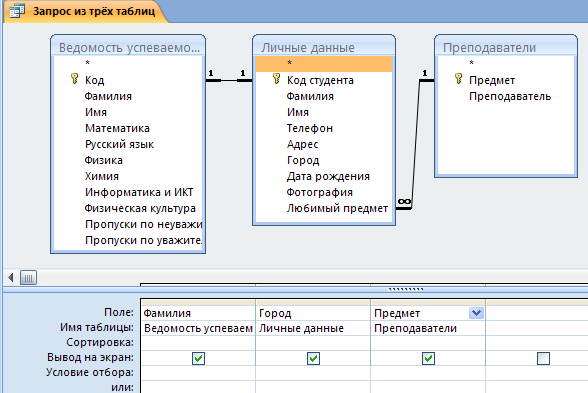 Запрос из трёх таблиц
Ведомость успеваемо...
*
Код
Фамилия
Имя
Математика
Русский язык
Физика
Химия
Информатика и ИКТ
Физическая культура
Пропуски по неуважи
Пропуски по уважите
1
1
Личные данные
*
Код студента
Фамилия
Имя
Телефон
Адрес
Город
Дата рождения
Фотография
Любимый предмет
1
∞
Преподаватели
*
Предмет
Преподаватель
Поле: Фамилия Город Предмет
Имя таблицы: Ведомость успеваем Личные данные Преподаватели
Сортировка:
Вывод на экран:
Условие отбора:
или: